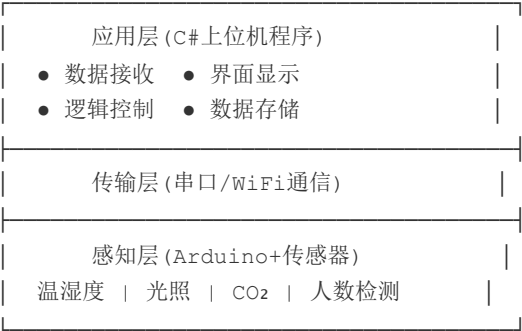 应用层(C#上位机程序)
● 数据接收 ● 界面显示
● 逻辑控制 ● 数据存储
传输层(串口/WiFi通信)
感知层(Arduino+传感器)
温湿度 | 光照 | CO₂ | 人数检测